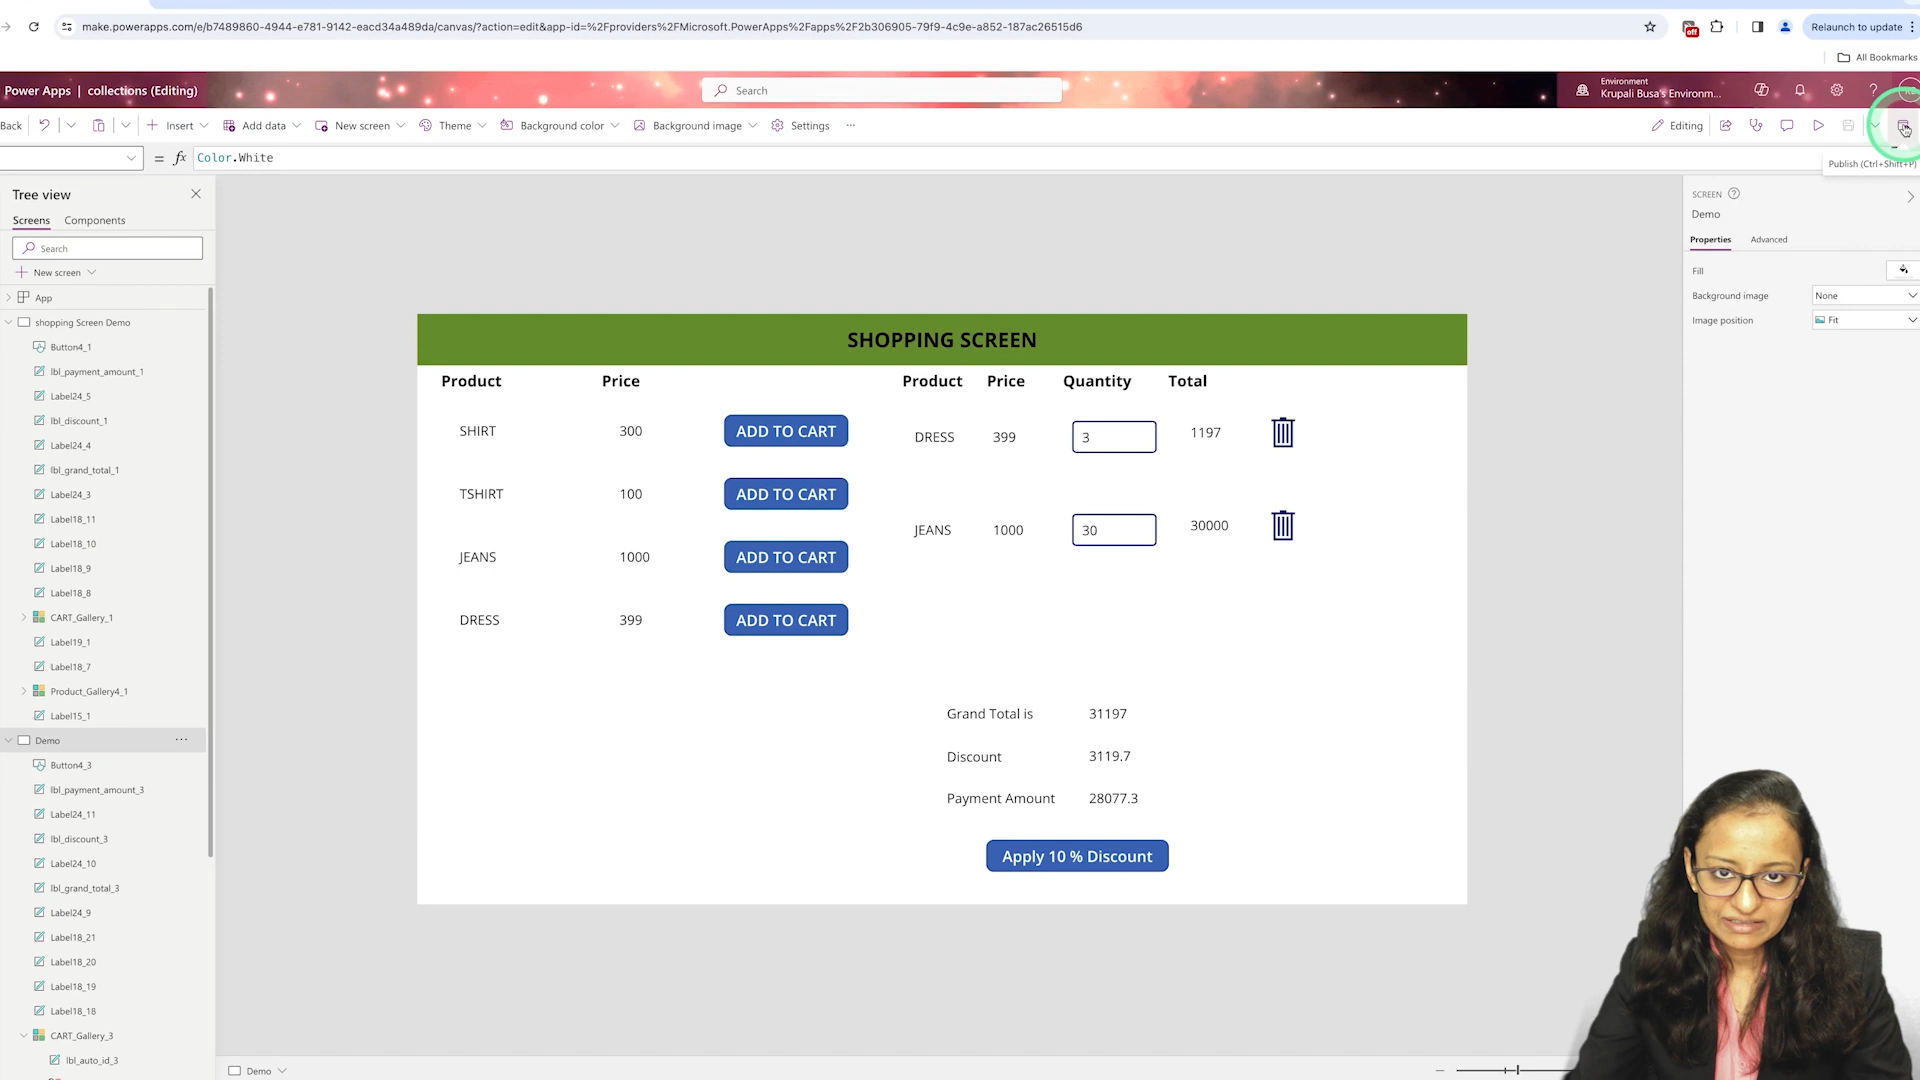 make.powerapps.com/e/b7489860-4944-e781-9142-eacd34a489da/canvas/?action=edit&app-id=%2Fproviders%2FMicrosoft.PowerApps%2Fapps%2F2b306905-79f9-4c9e-a852-187ac26515d6
off
Relaunch to update
All Bookmarks
Power Apps | collections (Editing)
Search
Environment
Krupali Busa's Environm...
Back
Insert
Add data
New screen
Theme
Background color
Background image
Settings
...
Editing
= fx Color.White
Publish (Ctrl+Shift+P)
Tree view
Screens Components
Search
New screen
App
shopping Screen Demo
Button4_1
lbl_payment_amount_1
Label24_5
lbl_discount_1
Label24_4
lbl_grand_total_1
Label24_3
Label18_11
Label18_10
Label18_9
Label18_8
CART_Gallery_1
Label19_1
Label18_7
Product_Gallery4_1
Label15_1
Demo ...
Button4_3
lbl_payment_amount_3
Label24_11
lbl_discount_3
Label24_10
lbl_grand_total_3
Label24_9
Label18_21
Label18_20
Label18_19
Label18_18
CART_Gallery_3
lbl_auto_id_3
SHOPPING SCREEN
Product Price
SHIRT 300 ADD TO CART
TSHIRT 100 ADD TO CART
JEANS 1000 ADD TO CART
DRESS 399 ADD TO CART
Product Price Quantity Total
DRESS 399 3 1197
JEANS 1000 30 30000
Grand Total is 31197
Discount 3119.7
Payment Amount 28077.3
Apply 10 % Discount
SCREEN
Demo
Properties Advanced
Fill
Background image None
Image position Fit
Demo